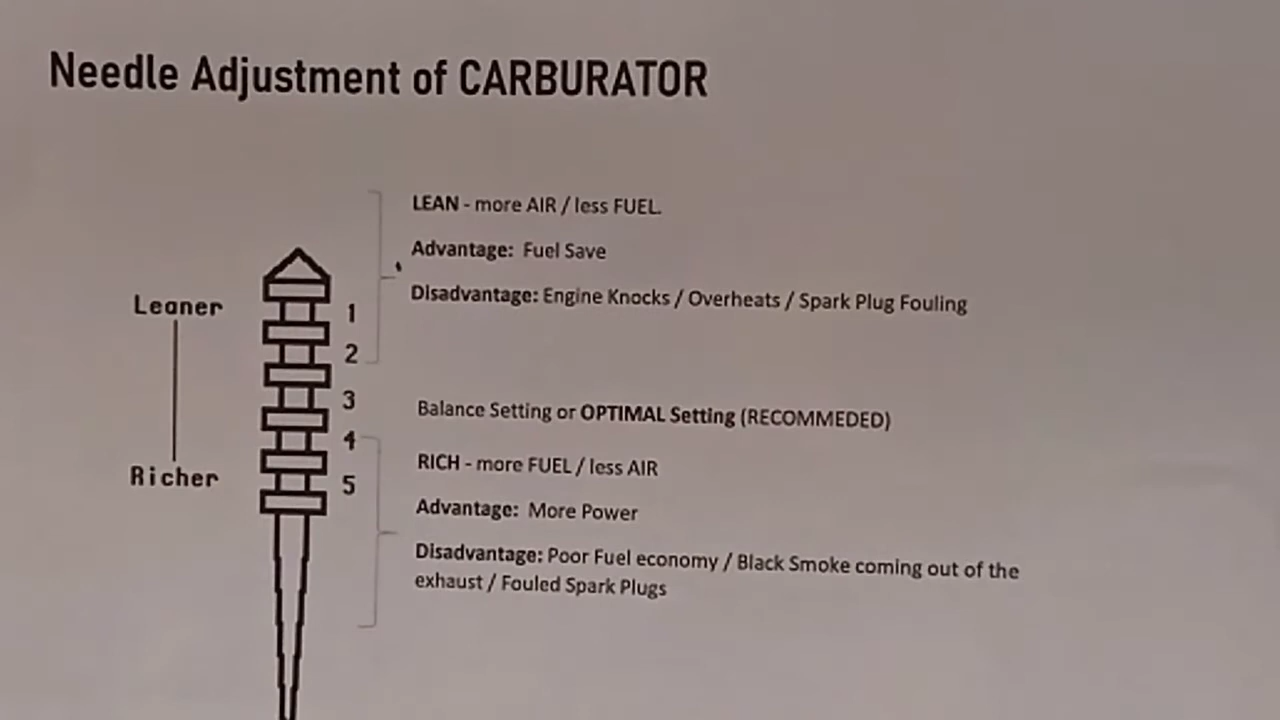 Needle Adjustment of CARBURATOR
LEAN - more AIR / less FUEL.
Advantage: Fuel Save
Disadvantage: Engine Knocks / Overheats / Spark Plug Fouling
Leaner
1
2
3
Balance Setting or OPTIMAL Setting (RECOMMEDED)
4
RICH - more FUEL / less AIR
Richer
5
Advantage: More Power
Disadvantage: Poor Fuel economy / Black Smoke coming out of the
exhaust / Fouled Spark Plugs